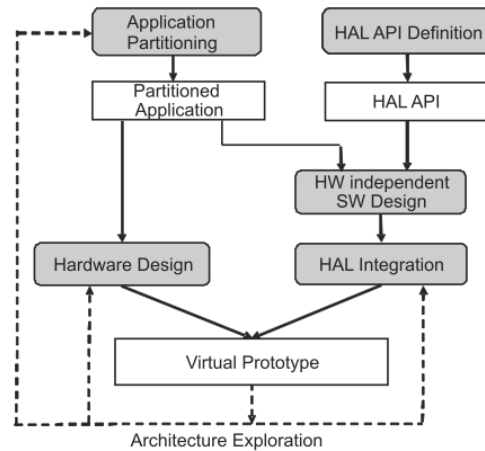 Application
Partitioning
HAL API Definition
Partitioned
Application
HAL API
HW independent
SW Design
Hardware Design
HAL Integration
Virtual Prototype
Architecture Exploration